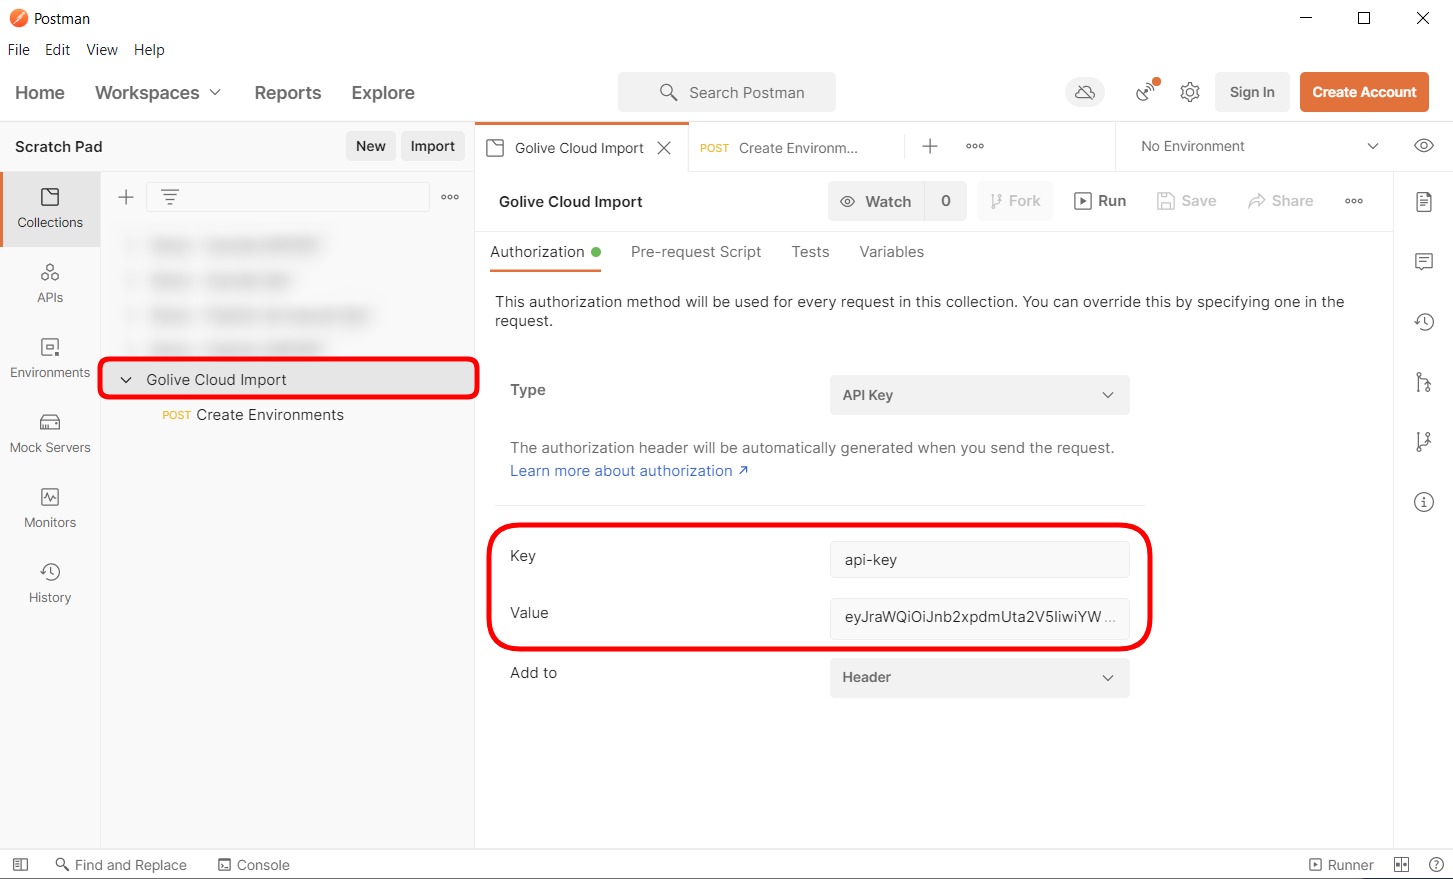 Postman
File Edit View Help
Home Workspaces Reports Explore Search Postman Sign In Create Account
Scratch Pad New Import
Golive Cloud Import POST Create Environm... No Environment
Collections
APIs
Environments
Mock Servers
Monitors
History
Golive Cloud Import
POST Create Environments
Golive Cloud Import Watch 0 Fork Run Save Share
Authorization Pre-request Script Tests Variables
This authorization method will be used for every request in this collection. You can override this by specifying one in the
request.
Type API Key
The authorization header will be automatically generated when you send the request.
Learn more about authorization ↗
Key api-key
Value eyJraWQiOiJnb2xpdmUta2V5IiwiYW ...
Add to Header
Find and Replace Console Runner